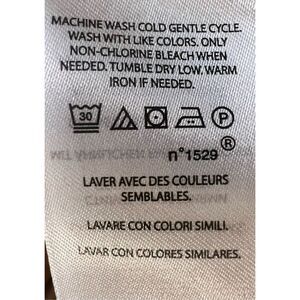 MACHINE WASH COLD GENTLE CYCLE.
WASH WITH LIKE COLORS. ONLY
NON-CHLORINE BLEACH WHEN
NEEDED. TUMBLE DRY LOW. WARM
IRON IF NEEDED.
30 P
n°1529®
LAVER AVEC DES COULEURS
SEMBLABLES.
LAVARE CON COLORI SIMILI.
LAVAR CON COLORES SIMILARES.